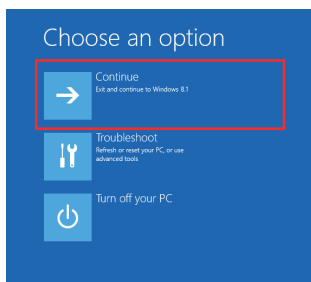 Choose an option
Continue
Exit and continue to Windows 8.1
Troubleshoot
Refresh or reset your PC, or use
advanced tools
Turn off your PC